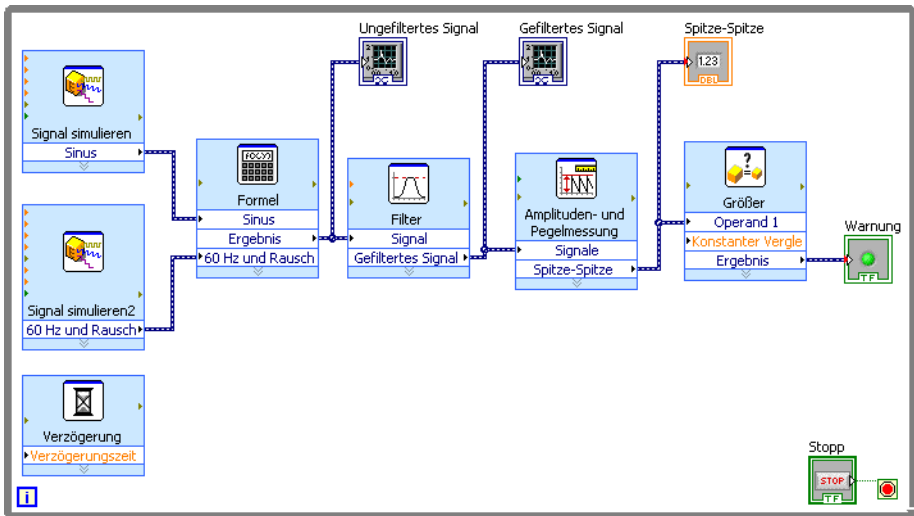 Ungefiltertes Signal
Gefiltertes Signal
Spitze-Spitze
1.23
DBL
Signal simulieren
Sinus
Formel
Sinus
Ergebnis
60 Hz und Rausch
Filter
Signal
Gefiltertes Signal
Amplituden- und
Pegelmessung
Signale
Spitze-Spitze
?
Größer
Operand 1
Konstanter Vergle
Ergebnis
Warnung
TF
Signal simulieren2
60 Hz und Rausch
Verzögerung
Verzögerungszeit
i
Stopp
STOP
TF